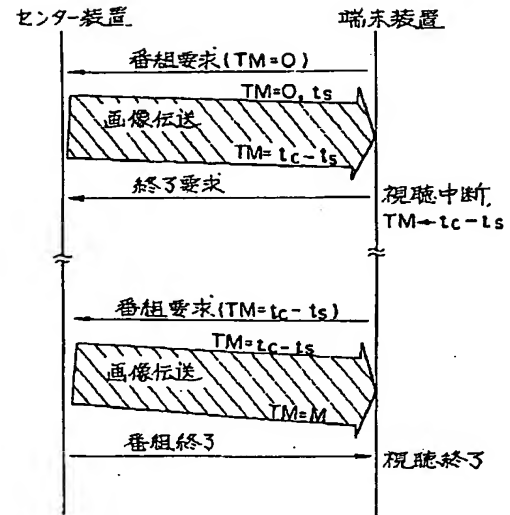 センター装置
端末装置
番組要求(TM=0)
TM=0, ts
画像伝送
TM=tc-ts
終了要求
視聴中断,
TM←tc-ts
番組要求(TM=tc-ts)
TM=tc-ts
画像伝送
TM=M
番組終了
視聴終了